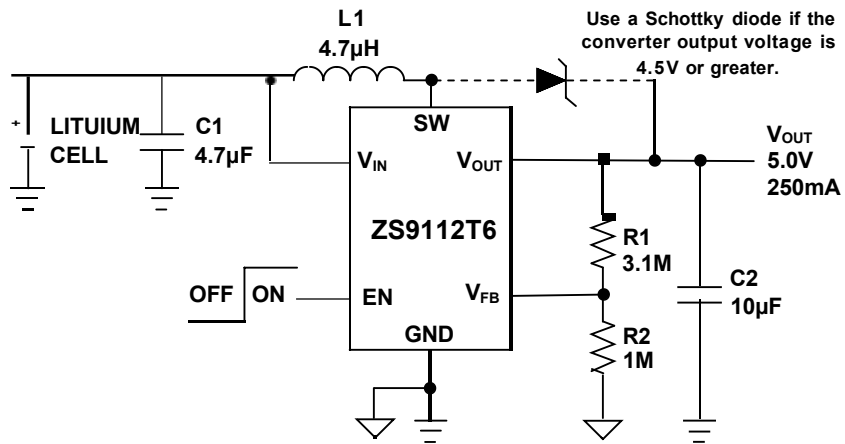 L1
4.7µH
Use a Schottky diode if the
converter output voltage is
4.5V or greater.
+
LITUIUM
CELL
C1
4.7µF
SW
VIN
VOUT
VOUT
5.0V
250mA
ZS9112T6
R1
3.1M
C2
10µF
OFF
ON
EN
VFB
GND
R2
1M